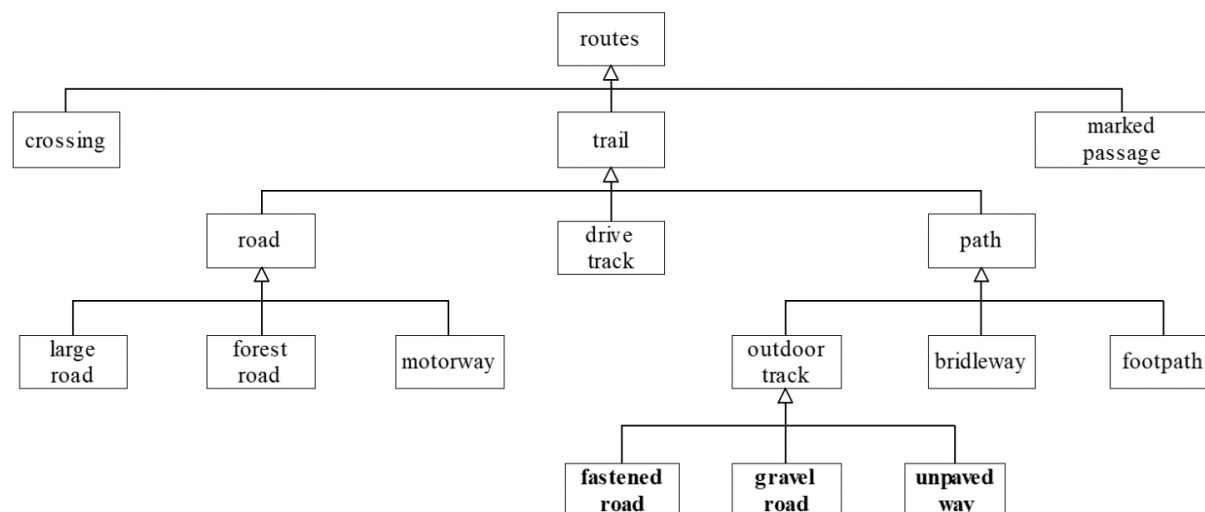 routes
crossing
trail
marked
passage
road
drive
track
path
large
road
forest
road
motorway
outdoor
track
bridleway
footpath
fastened
road
gravel
road
unpaved
way